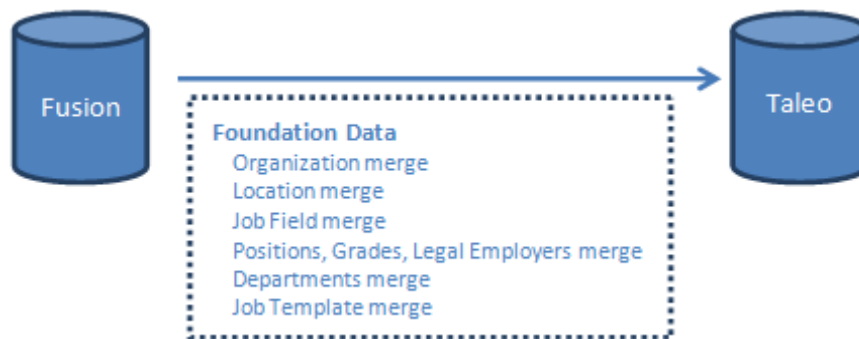 Fusion
Taleo
Foundation Data
Organization merge
Location merge
Job Field merge
Positions, Grades, Legal Employers merge
Departments merge
Job Template merge